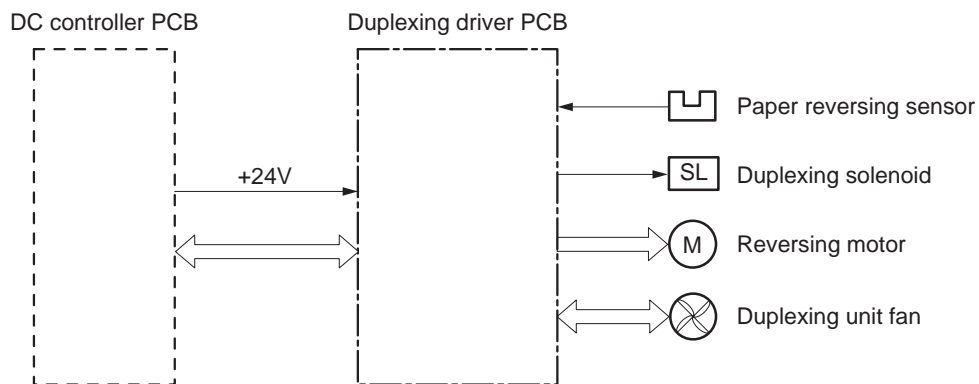 DC controller PCB
Duplexing driver PCB
Paper reversing sensor
+24V
SL
Duplexing solenoid
M
Reversing motor
Duplexing unit fan